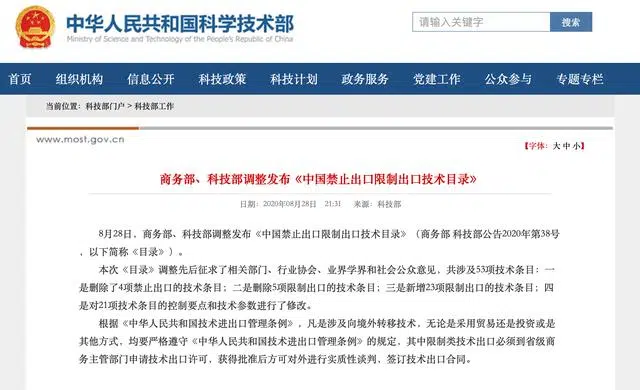 中华人民共和国科学技术部
Ministry of Science and Technology of the People's Republic of China
请输入关键字
搜索
首页 组织机构 信息公开 科技政策 科技计划 政务服务 党建工作 公众参与 专题专栏
当前位置：科技部门户 > 科技部工作
www.most.gov.cn
【字体：大 中 小】
商务部、科技部调整发布《中国禁止出口限制出口技术目录》
日期：2020年08月28日 21:31 来源：科技部
8月28日，商务部、科技部调整发布《中国禁止出口限制出口技术目录》（商务部 科技部公告2020年第38号
，以下简称《目录》）。
本次《目录》调整先后征求了相关部门、行业协会、业界学界和社会公众意见，共涉及53项技术条目：一
是删除了4项禁止出口的技术条目；二是删除5项限制出口的技术条目；三是新增23项限制出口的技术条目；四
是对21项技术条目的控制要点和技术参数进行了修改。
根据《中华人民共和国技术进出口管理条例》，凡是涉及向境外转移技术，无论是采用贸易还是投资或是
其他方式，均要严格遵守《中华人民共和国技术进出口管理条例》的规定，其中限制类技术出口必须到省级商
务主管部门申请技术出口许可，获得批准后方可对外进行实质性谈判，签订技术出口合同。